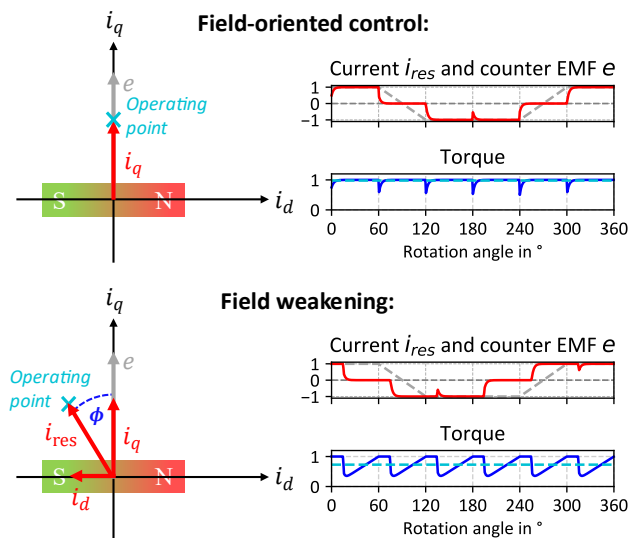 Field-oriented control:
i_q
e
Operating
point
i_q
S
N
i_d
Current i_res and counter EMF e
1
0
−1
Torque
1
0
0 60 120 180 240 300 360
Rotation angle in °
Field weakening:
i_q
e
Operating
point
ϕ
i_res
i_q
S
N
i_d
i_d
Current i_res and counter EMF e
1
0
−1
Torque
1
0
0 60 120 180 240 300 360
Rotation angle in °